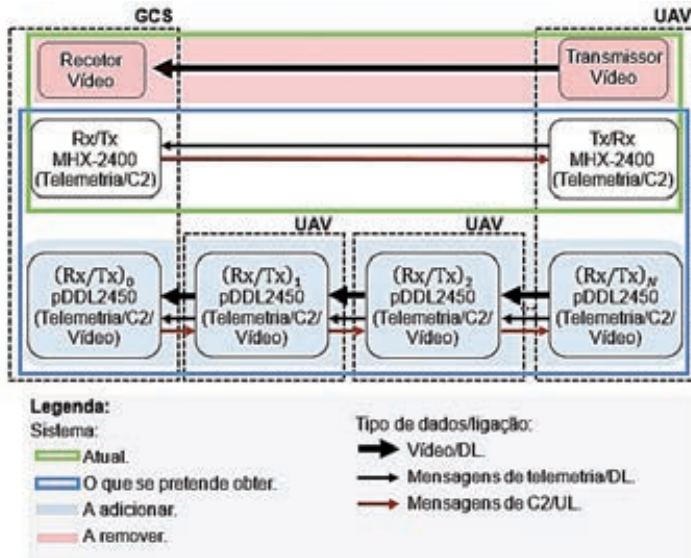 GCS
UAV
Recetor
Vídeo
Transmissor
Vídeo
Rx/Tx
MHX-2400
(Telemetria/C2)
Tx/Rx
MHX-2400
(Telemetria/C2)
UAV
UAV
(Rx/Tx)₀
pDDL2450
(Telemetria/C2/
Vídeo)
(Rx/Tx)₁
pDDL2450
(Telemetria/C2/
Vídeo)
(Rx/Tx)₂
pDDL2450
(Telemetria/C2/
Vídeo)
(Rx/Tx)N
pDDL2450
(Telemetria/C2/
Vídeo)
Legenda:
Sistema:
Atual.
O que se pretende obter.
A adicionar.
A remover.
Tipo de dados/ligação:
Vídeo/DL.
Mensagens de telemetria/DL.
Mensagens de C2/UL.